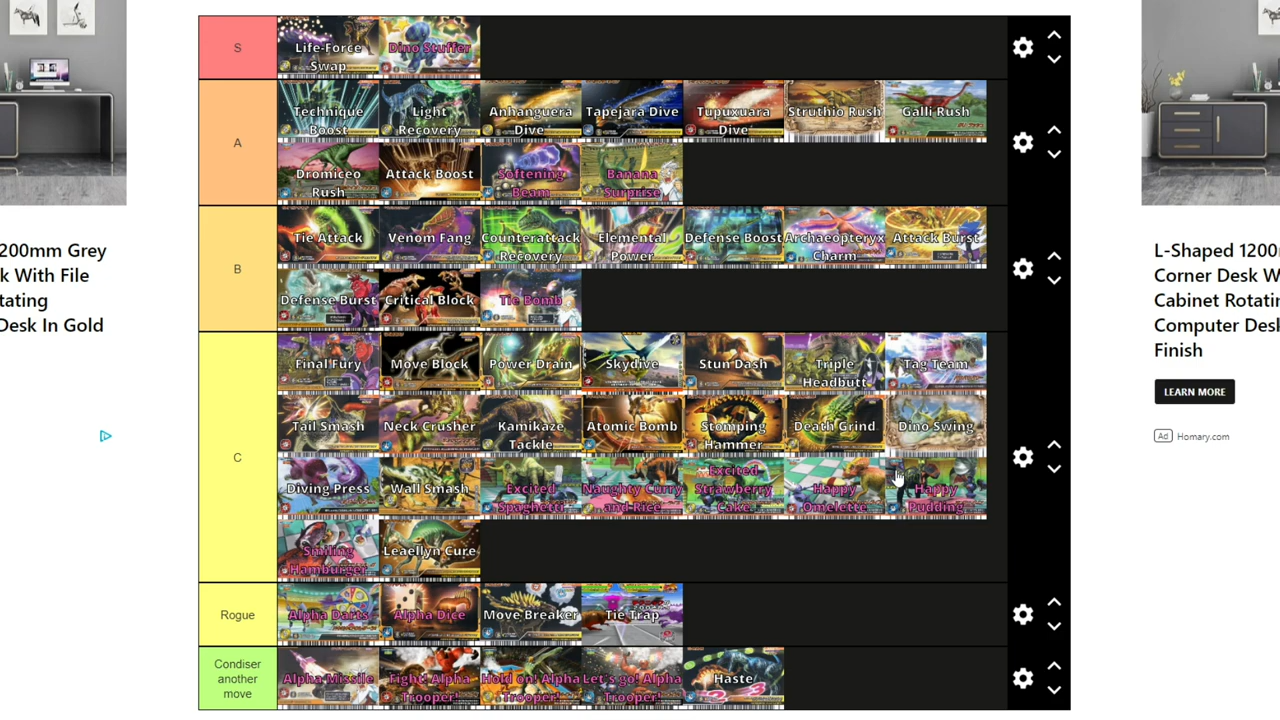 S
Life-Force
Swap
Dino Stuffer
A
Technique
Boost
Light
Recovery
Anhanguera
Dive
Tapejara Dive
Tupuxuara
Dive
Struthio Rush
Galli Rush
Dromiceo
Rush
Attack Boost
Softening
Beam
Banana
Surprise
B
Tie Attack
Venom Fang
Counterattack
Recovery
Elemental
Power
Defense Boost
Archaeopteryx
Charm
Attack Burst
Defense Burst
Critical Block
Tie Bomb
C
Final Fury
Move Block
Power Drain
Skydive
Stun Dash
Triple
Headbutt
Tag Team
Tail Smash
Neck Crusher
Kamikaze
Tackle
Atomic Bomb
Stomping
Hammer
Death Grind
Dino Swing
Diving Press
Wall Smash
Excited
Spaghetti
Naughty Curry
and Rice
Excited
Strawberry
Cake
Happy
Omelette
Happy
Pudding
Smiling
Hamburger
Leaellyn Cure
Rogue
Alpha Darts
Alpha Dice
Move Breaker
Tie Trap
Condiser
another
move
Alpha Missile
Fight! Alpha
Trooper!
Hold on! Alpha
Trooper!
Let's go! Alpha
Trooper!
Haste
200mm Grey
k With File
tating
Desk In Gold
L-Shaped 1200
Corner Desk W
Cabinet Rotatin
Computer Desk
Finish
LEARN MORE
Ad Homary.com